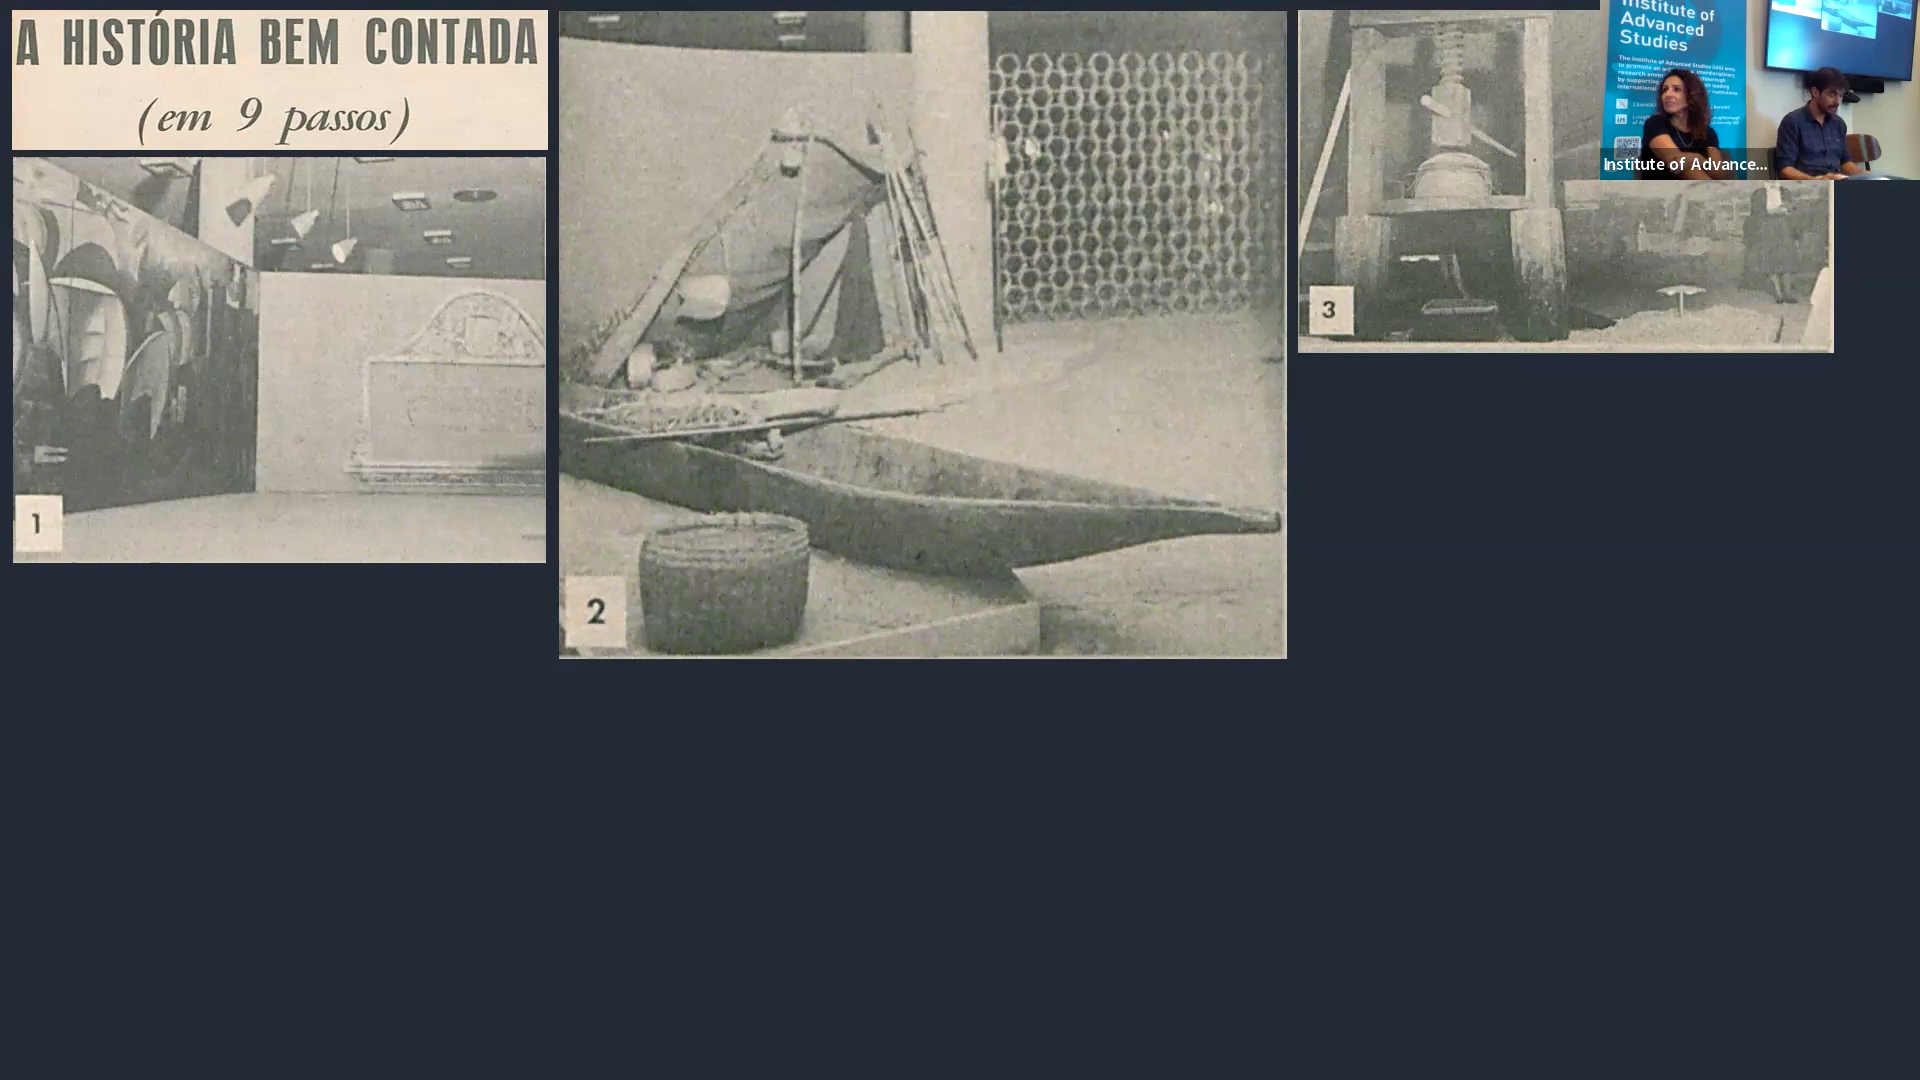 A HISTÓRIA BEM CONTADA
(em 9 passos)
1
2
3
Institute of
Advanced
Studies
Institute of Advance...